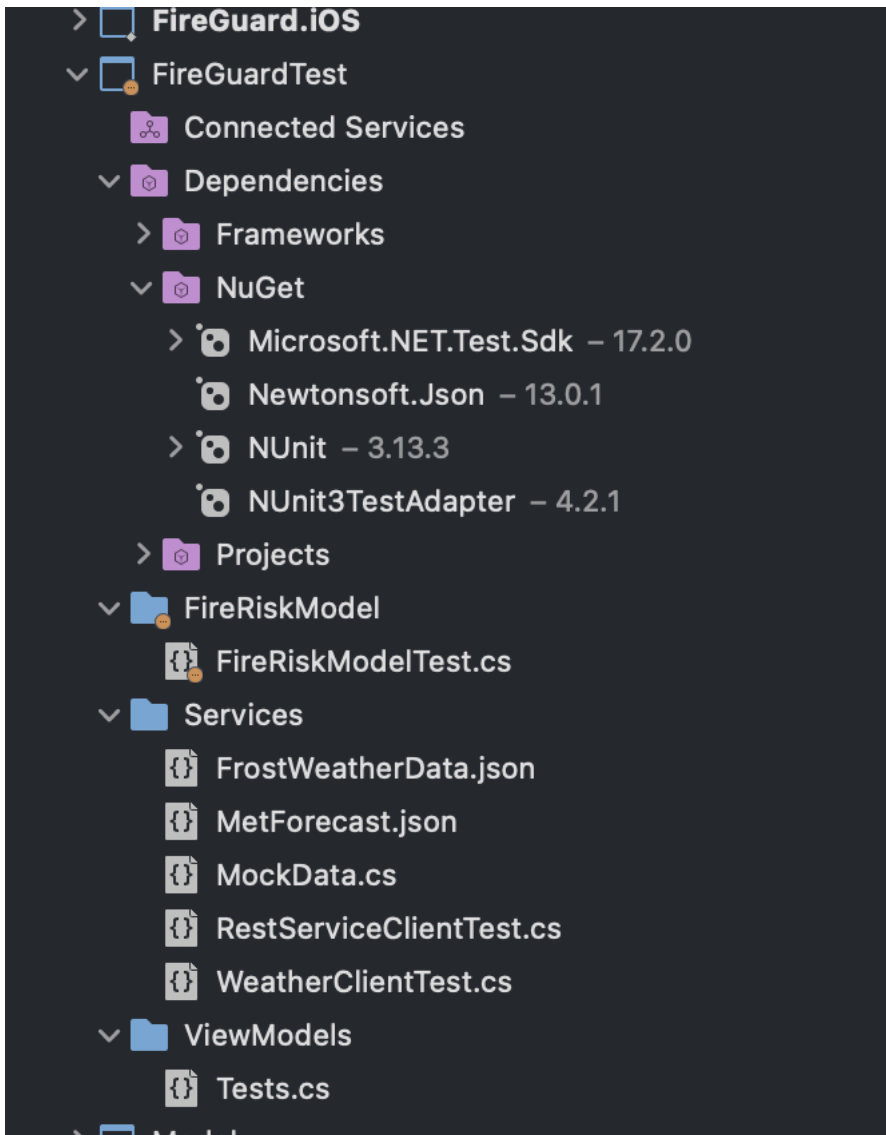 FireGuard.iOS
FireGuardTest
Connected Services
Dependencies
Frameworks
NuGet
Microsoft.NET.Test.Sdk – 17.2.0
Newtonsoft.Json – 13.0.1
NUnit – 3.13.3
NUnit3TestAdapter – 4.2.1
Projects
FireRiskModel
{} FireRiskModelTest.cs
Services
{} FrostWeatherData.json
{} MetForecast.json
{} MockData.cs
{} RestServiceClientTest.cs
{} WeatherClientTest.cs
ViewModels
{} Tests.cs